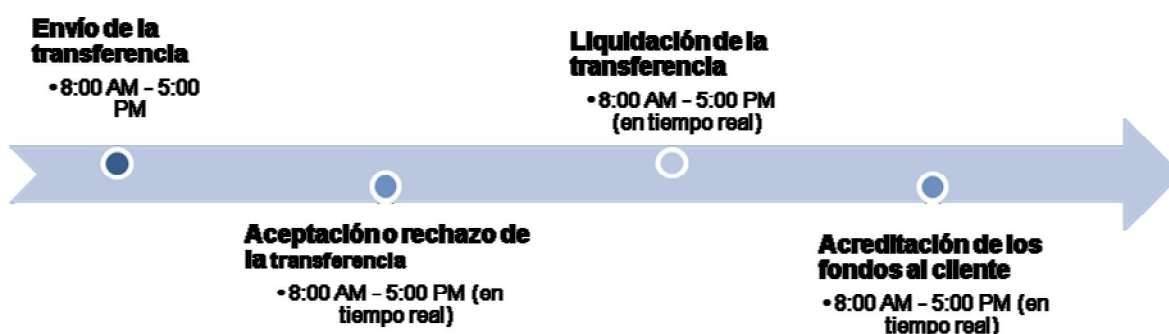 Envío de la
transferencia
• 8:00 AM – 5:00
PM
Aceptación o rechazo de
la transferencia
• 8:00 AM – 5:00 PM (en
tiempo real)
Liquidación de la
transferencia
• 8:00 AM – 5:00 PM
(en tiempo real)
Acreditación de los
fondos al cliente
• 8:00 AM – 5:00 PM (en
tiempo real)